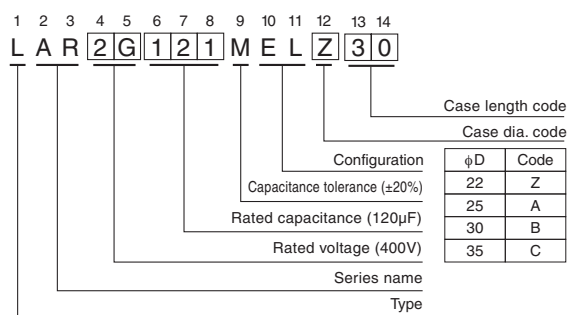 1 2 3 4 5 6 7 8 9 10 11 12 13 14
L A R 2 G 1 2 1 M E L Z 3 0
Case length code
Case dia. code
Configuration
Capacitance tolerance (±20%)
Rated capacitance (120µF)
Rated voltage (400V)
Series name
Type
ϕD Code
22 Z
25 A
30 B
35 C